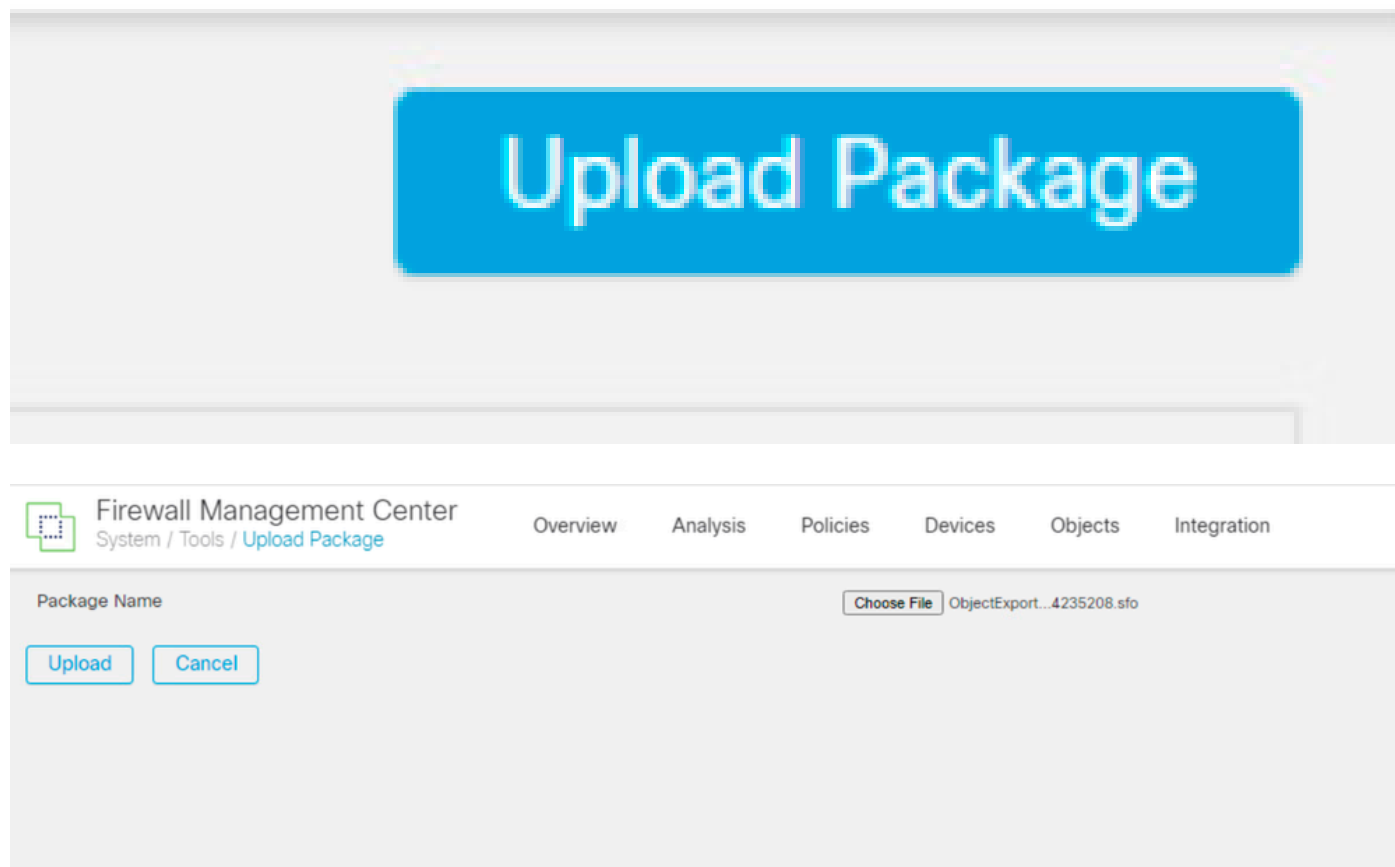 Upload Package
Firewall Management Center
System / Tools / Upload Package
Overview Analysis Policies Devices Objects Integration
Package Name
Choose File ObjectExport...4235208.sfo
Upload Cancel